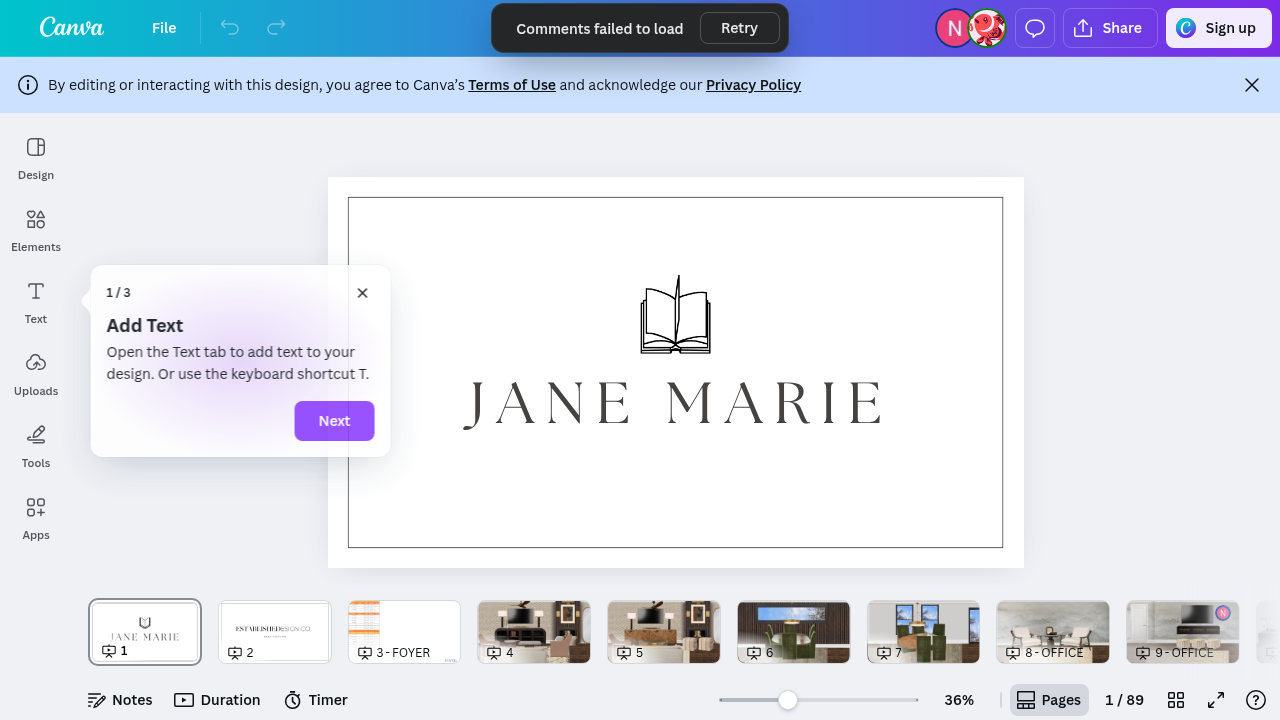 Canva
File
Comments failed to load
Retry
N
Share
Sign up
By editing or interacting with this design, you agree to Canva’s Terms of Use and acknowledge our Privacy Policy
Design
Elements
Text
Uploads
Tools
Apps
1 / 3
Add Text
Open the Text tab to add text to your
design. Or use the keyboard shortcut T.
Next
JANE MARIE
JANE MARIE
1
ESTABLISHEDESIGN CO.
2
3 - FOYER
4
5
6
7
8 - OFFICE
N
9 - OFFICE
Notes
Duration
Timer
36%
Pages
1 / 89